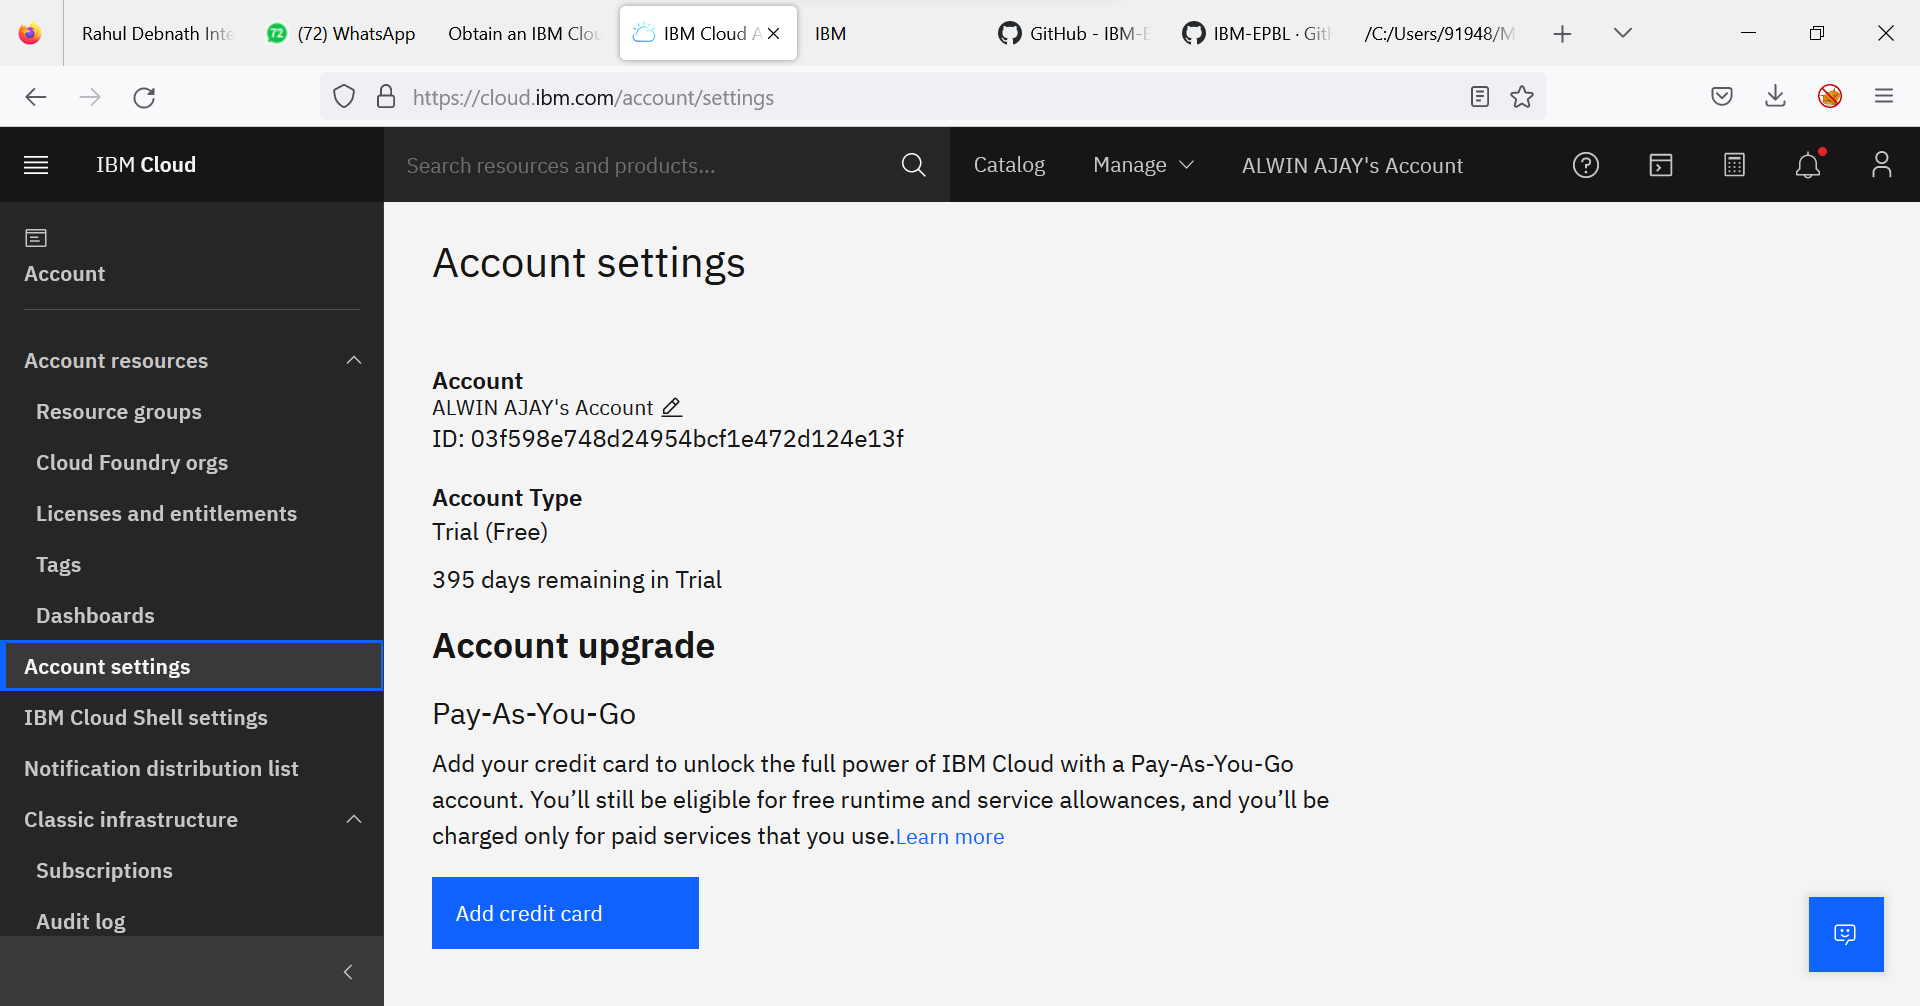 Rahul Debnath Inte
72 (72) WhatsApp
Obtain an IBM Clou
IBM Cloud A
IBM
GitHub - IBM-E
IBM-EPBL · GitH
/C:/Users/91948/M
https://cloud.ibm.com/account/settings
IBM Cloud
Search resources and products...
Catalog
Manage
ALWIN AJAY's Account
Account
Account resources
Resource groups
Cloud Foundry orgs
Licenses and entitlements
Tags
Dashboards
Account settings
IBM Cloud Shell settings
Notification distribution list
Classic infrastructure
Subscriptions
Audit log
Account settings
Account
ALWIN AJAY's Account
ID: 03f598e748d24954bcf1e472d124e13f
Account Type
Trial (Free)
395 days remaining in Trial
Account upgrade
Pay-As-You-Go
Add your credit card to unlock the full power of IBM Cloud with a Pay-As-You-Go
account. You’ll still be eligible for free runtime and service allowances, and you’ll be
charged only for paid services that you use.Learn more
Add credit card